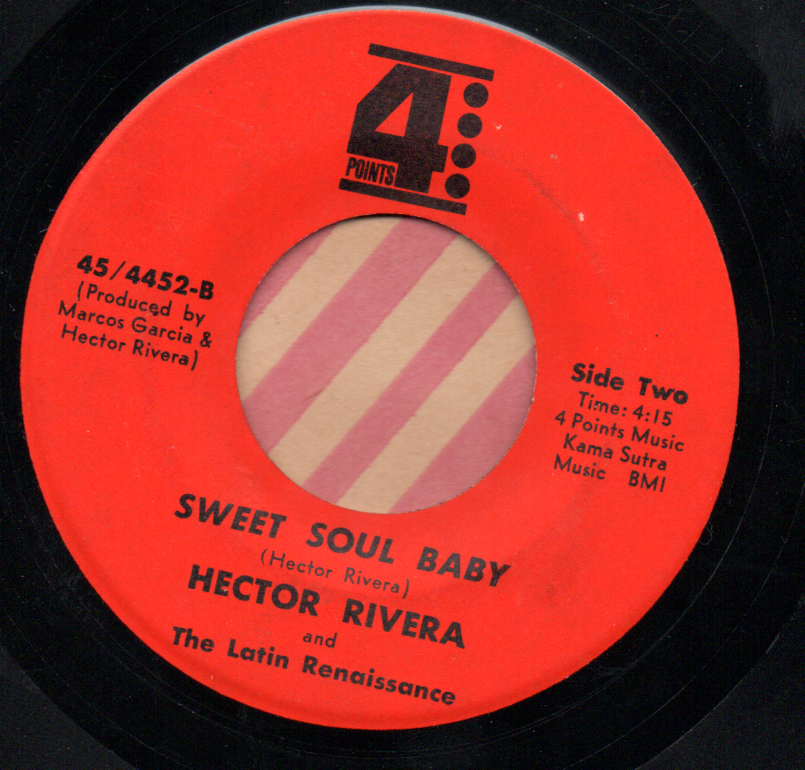 4
POINTS
45/4452-B
(Produced by
Marcos Garcia &
Hector Rivera)
Side Two
Time: 4:15
4 Points Music
Kama Sutra
Music BMI
SWEET SOUL BABY
(Hector Rivera)
HECTOR RIVERA
and
The Latin Renaissance